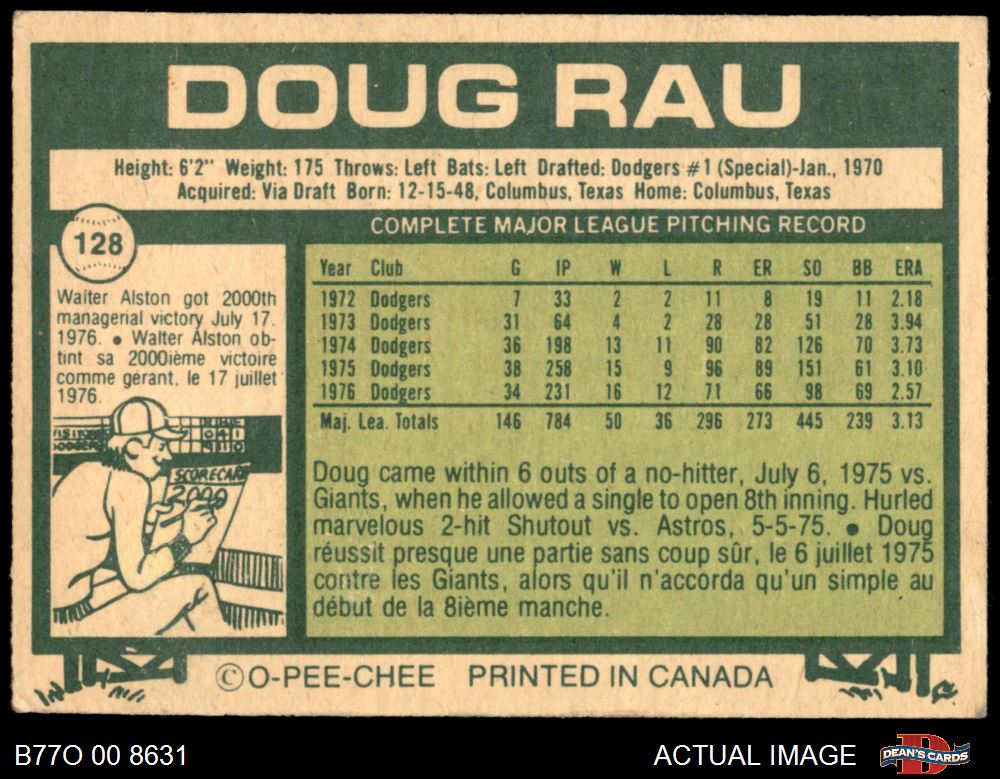 DOUG RAU
Height: 6'2" Weight: 175 Throws: Left Bats: Left Drafted: Dodgers #1 (Special)-Jan., 1970
Acquired: Via Draft Born: 12-15-48, Columbus, Texas Home: Columbus, Texas
128
Walter Alston got 2000th
managerial victory July 17.
1976. • Walter Alston ob-
tint sa 2000ième victoire
comme gerant, le 17 juillet
1976.
VISITORS
DODGERS
R H E
0 4 1
SCORECARD
2000
COMPLETE MAJOR LEAGUE PITCHING RECORD
Year Club G IP W L R ER SO BB ERA
1972 Dodgers 7 33 2 2 11 8 19 11 2.18
1973 Dodgers 31 64 4 2 28 28 51 28 3.94
1974 Dodgers 36 198 13 11 90 82 126 70 3.73
1975 Dodgers 38 258 15 9 96 89 151 61 3.10
1976 Dodgers 34 231 16 12 71 66 98 69 2.57
Maj. Lea. Totals 146 784 50 36 296 273 445 239 3.13
Doug came within 6 outs of a no-hitter, July 6, 1975 vs.
Giants, when he allowed a single to open 8th inning. Hurled
marvelous 2-hit Shutout vs. Astros, 5-5-75. • Doug
réussit presque une partie sans coup sûr, le 6 juillet 1975
contre les Giants, alors qu'il n'accorda qu'un simple au
début de la 8ième manche.
©O-PEE-CHEE PRINTED IN CANADA
B77O 00 8631
ACTUAL IMAGE
DEAN'S CARDS